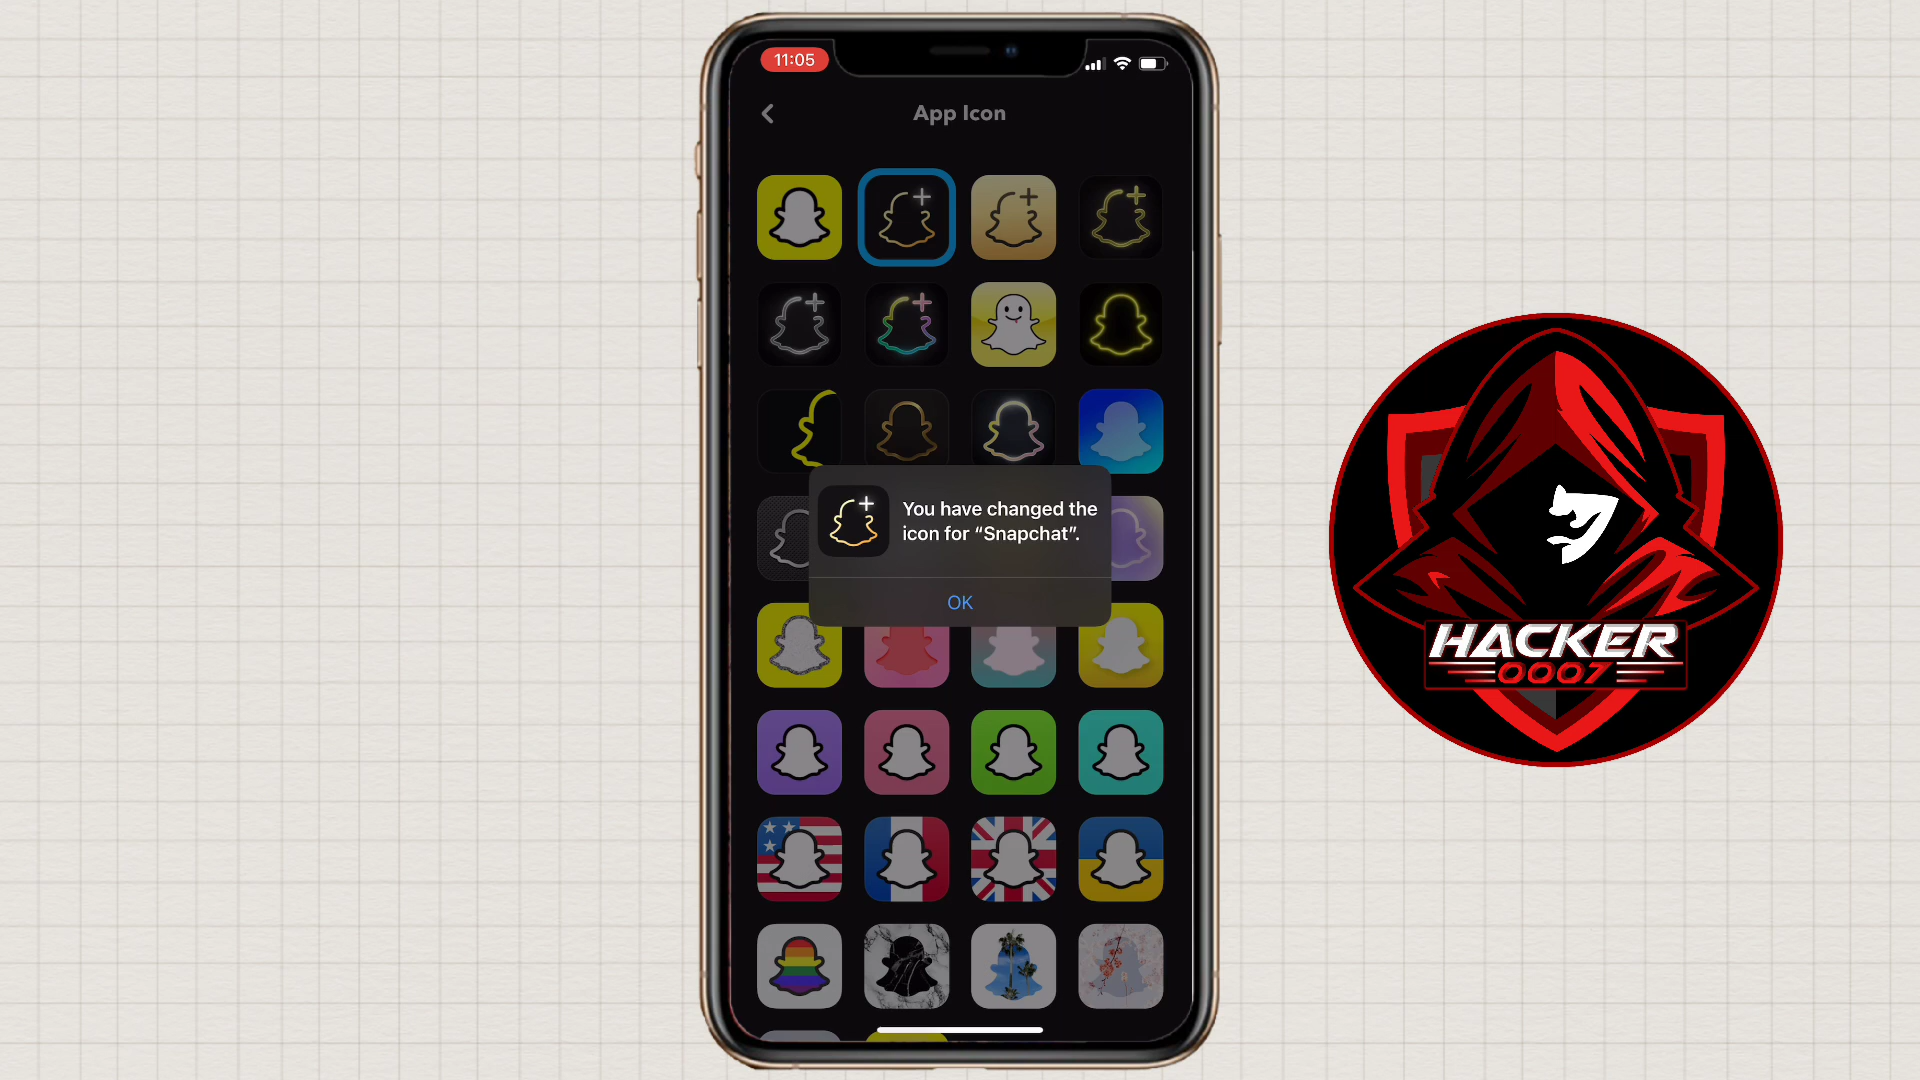 11:05
App Icon
You have changed the
icon for “Snapchat”.
OK
HACKER
0007